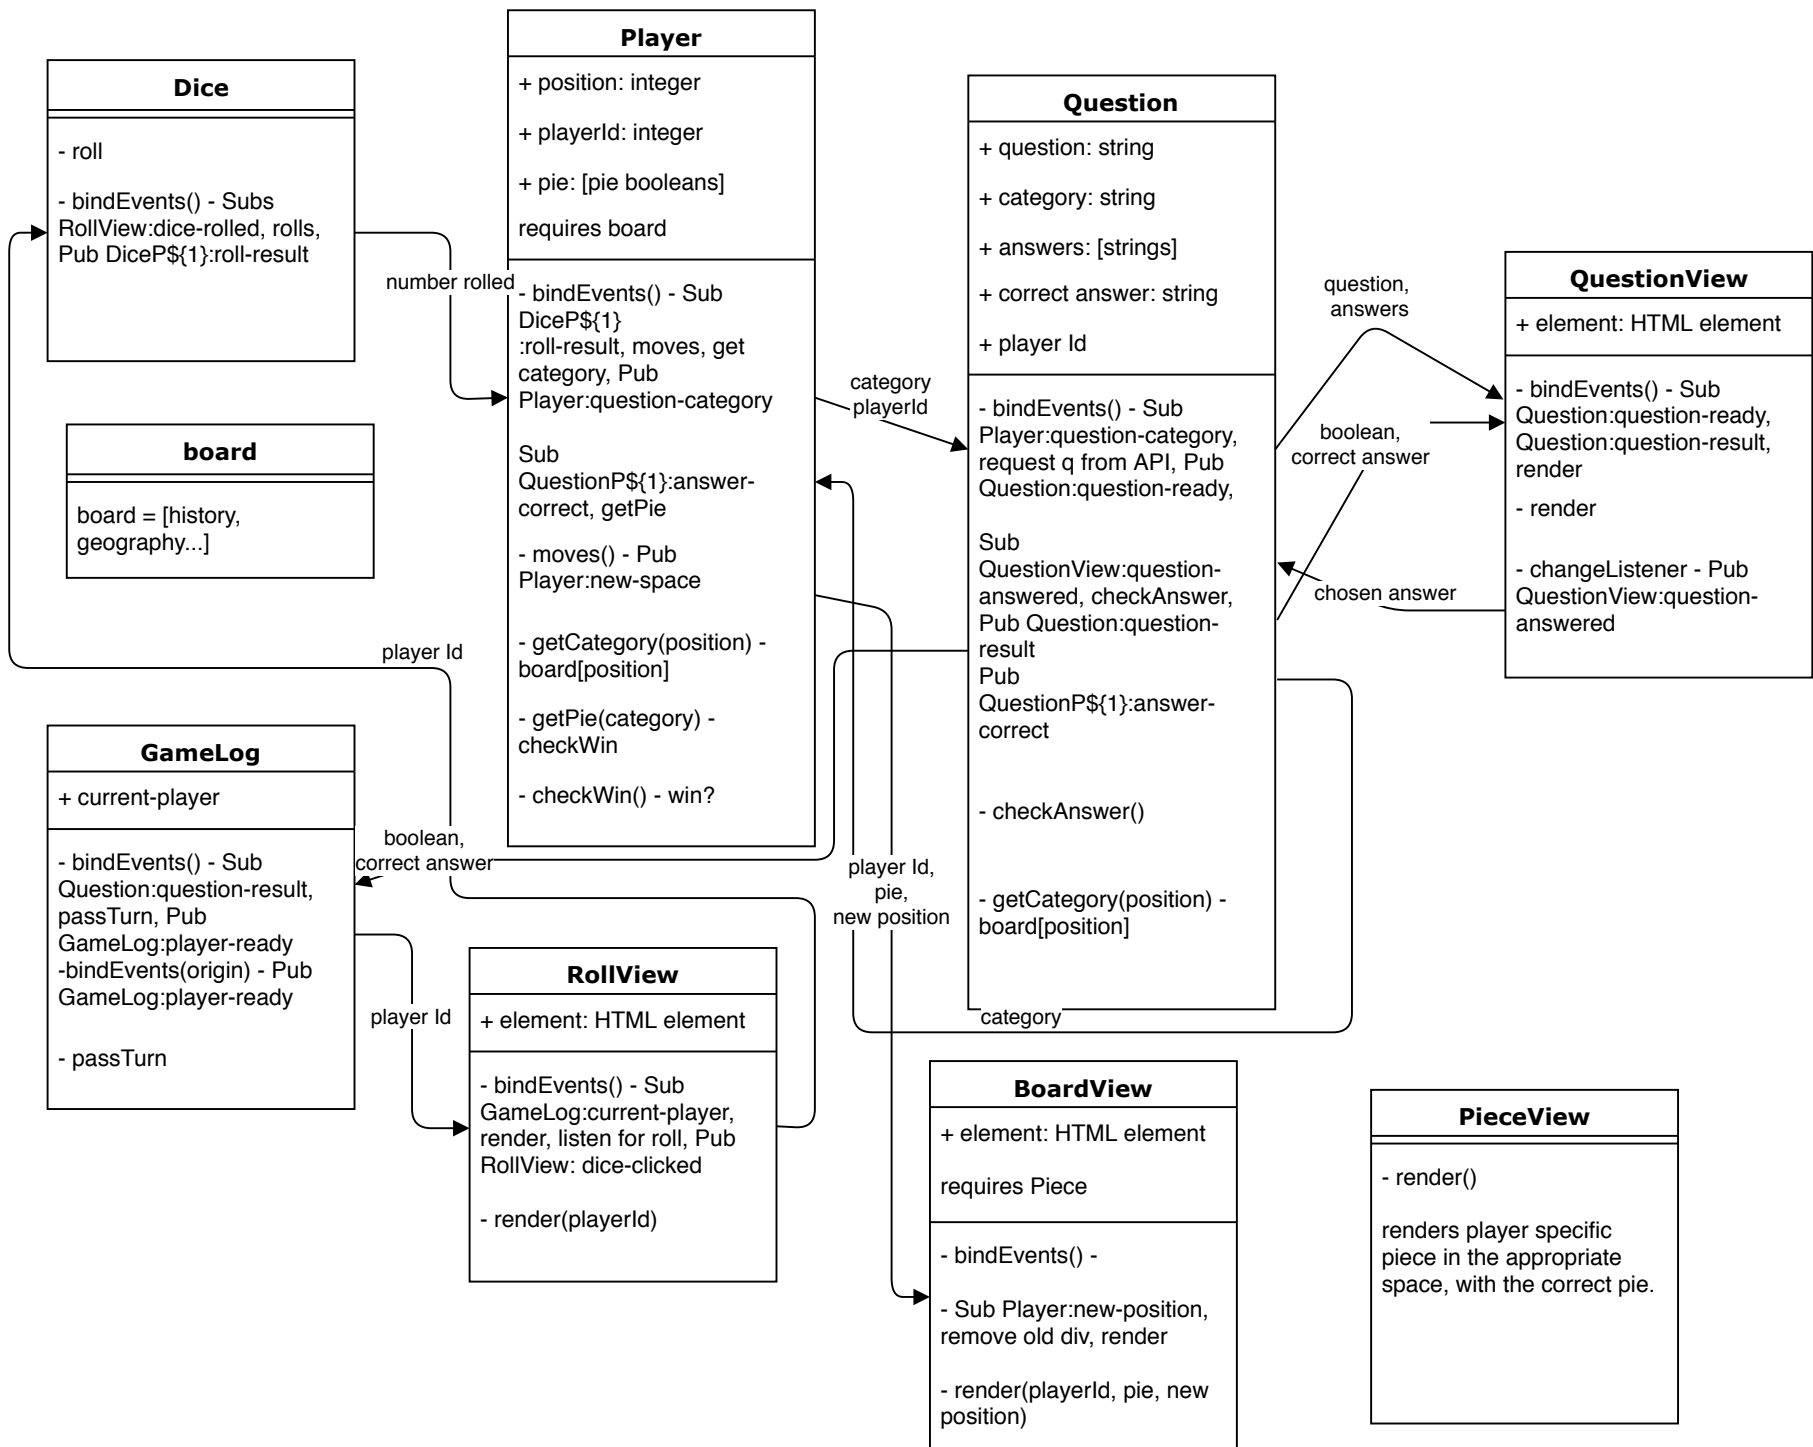 Dice
- roll
- bindEvents() - Subs
RollView:dice-rolled, rolls,
Pub DiceP${1}:roll-result
number rolled
board
board = [history,
geography...]
Player
+ position: integer
+ playerId: integer
+ pie: [pie booleans]
requires board
- bindEvents() - Sub
DiceP${1}
:roll-result, moves, get
category, Pub
Player:question-category
Sub
QuestionP${1}:answer-
correct, getPie
- moves() - Pub
Player:new-space
- getCategory(position) -
board[position]
- getPie(category) -
checkWin
- checkWin() - win?
category
playerId
Question
+ question: string
+ category: string
+ answers: [strings]
+ correct answer: string
+ player Id
- bindEvents() - Sub
Player:question-category,
request q from API, Pub
Question:question-ready,
Sub
QuestionView:question-
answered, checkAnswer,
Pub Question:question-
result
Pub
QuestionP${1}:answer-
correct
- checkAnswer()
- getCategory(position) -
board[position]
category
question,
answers
boolean,
correct answer
chosen answer
QuestionView
+ element: HTML element
- bindEvents() - Sub
Question:question-ready,
Question:question-result,
render
- render
- changeListener - Pub
QuestionView:question-
answered
player Id
GameLog
+ current-player
- bindEvents() - Sub
Question:question-result,
passTurn, Pub
GameLog:player-ready
-bindEvents(origin) - Pub
GameLog:player-ready
- passTurn
boolean,
correct answer
player Id
RollView
+ element: HTML element
- bindEvents() - Sub
GameLog:current-player,
render, listen for roll, Pub
RollView: dice-clicked
- render(playerId)
player Id,
pie,
new position
BoardView
+ element: HTML element
requires Piece
- bindEvents() -
- Sub Player:new-position,
remove old div, render
- render(playerId, pie, new
position)
PieceView
- render()
renders player specific
piece in the appropriate
space, with the correct pie.